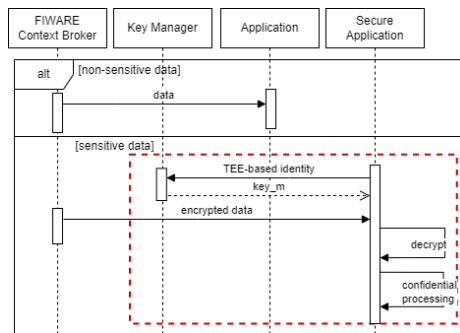 FIWARE
Context Broker
Key Manager
Application
Secure
Application
alt
[non-sensitive data]
data
[sensitive data]
TEE-based identity
key_m
encrypted data
decrypt
confidential
processing